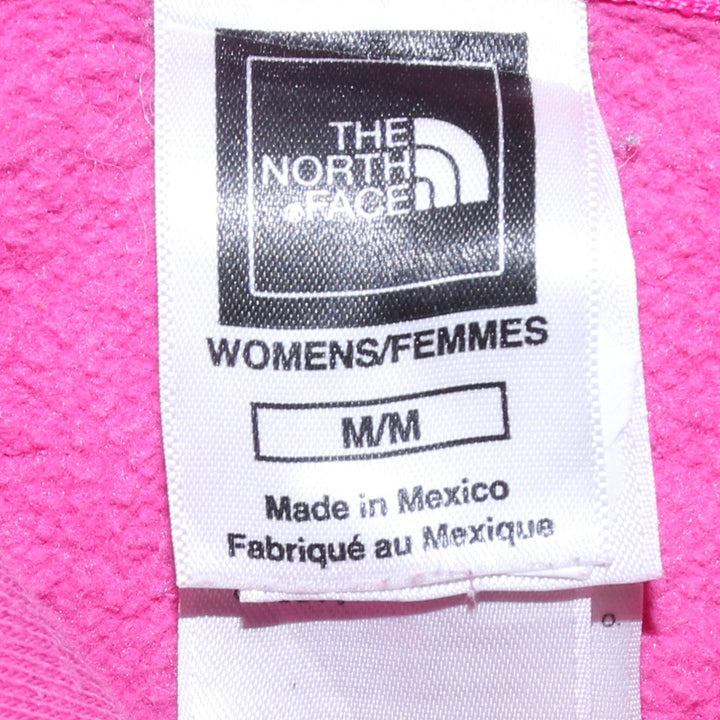 THE
NORTH
FACE
WOMENS/FEMMES
M/M
Made in Mexico
Fabriqué au Mexique